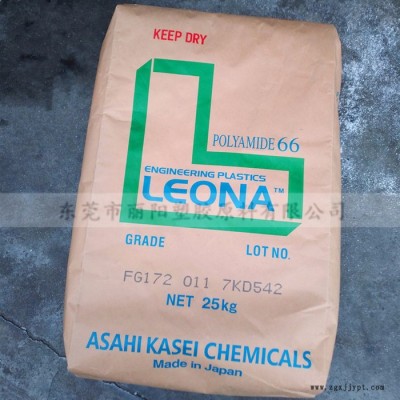 KEEP DRY
POLYAMIDE 66
ENGINEERING PLASTICS
LEONA™
东莞市丽阳塑胶原料有限公司
GRADE LOT NO.
FG172 011 7KD542
NET 25kg
ASAHI KASEI CHEMICALS
Made in Japan
www.zgxjjypt.com